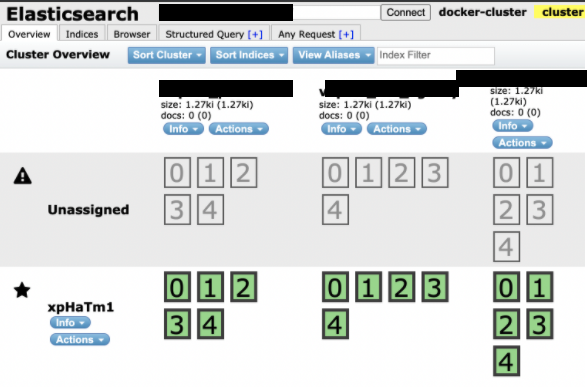 Elasticsearch
Connect docker-cluster cluster
Overview Indices Browser Structured Query [+] Any Request [+]
Cluster Overview Sort Cluster Sort Indices View Aliases Index Filter
size: 1.27ki (1.27ki)
docs: 0 (0)
Info Actions
size: 1.27ki (1.27ki)
docs: 0 (0)
Info Actions
size: 1.27ki
(1.27ki)
docs: 0 (0)
Info
Actions
Unassigned
0 1 2
3 4
0 1 2 3
4
0 1
2 3
4
xpHaTm1
Info
Actions
0 1 2
3 4
0 1 2 3
4
0 1
2 3
4